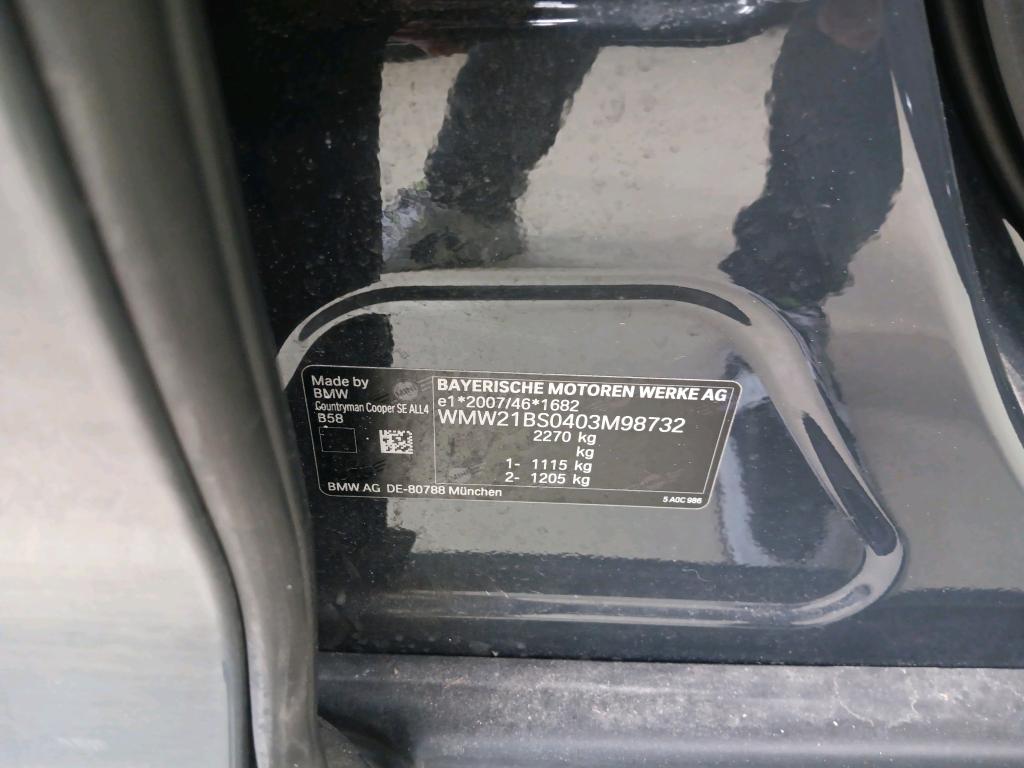 Made by
BMW
Countryman Cooper SE ALL4
B58
BAYERISCHE MOTOREN WERKE AG
e1*2007/46*1682
WMW21BS0403M98732
2270 kg
kg
1- 1115 kg
2- 1205 kg
BMW AG DE-80788 München
5 A0C 986